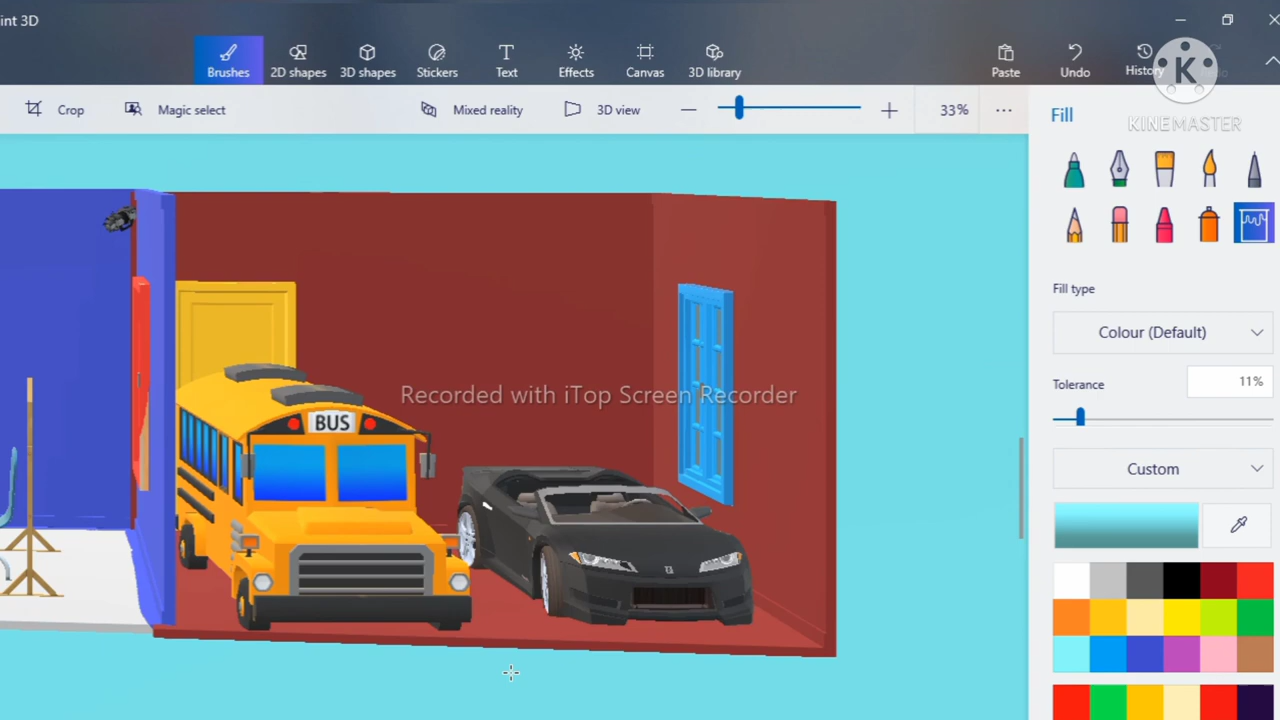 int 3D
Brushes
2D shapes
3D shapes
Stickers
Text
Effects
Canvas
3D library
Paste
Undo
History
Crop
Magic select
Mixed reality
3D view
33%
K
KINEMASTER
Fill
Fill type
Colour (Default)
Tolerance
11%
Custom
Recorded with iTop Screen Recorder
BUS